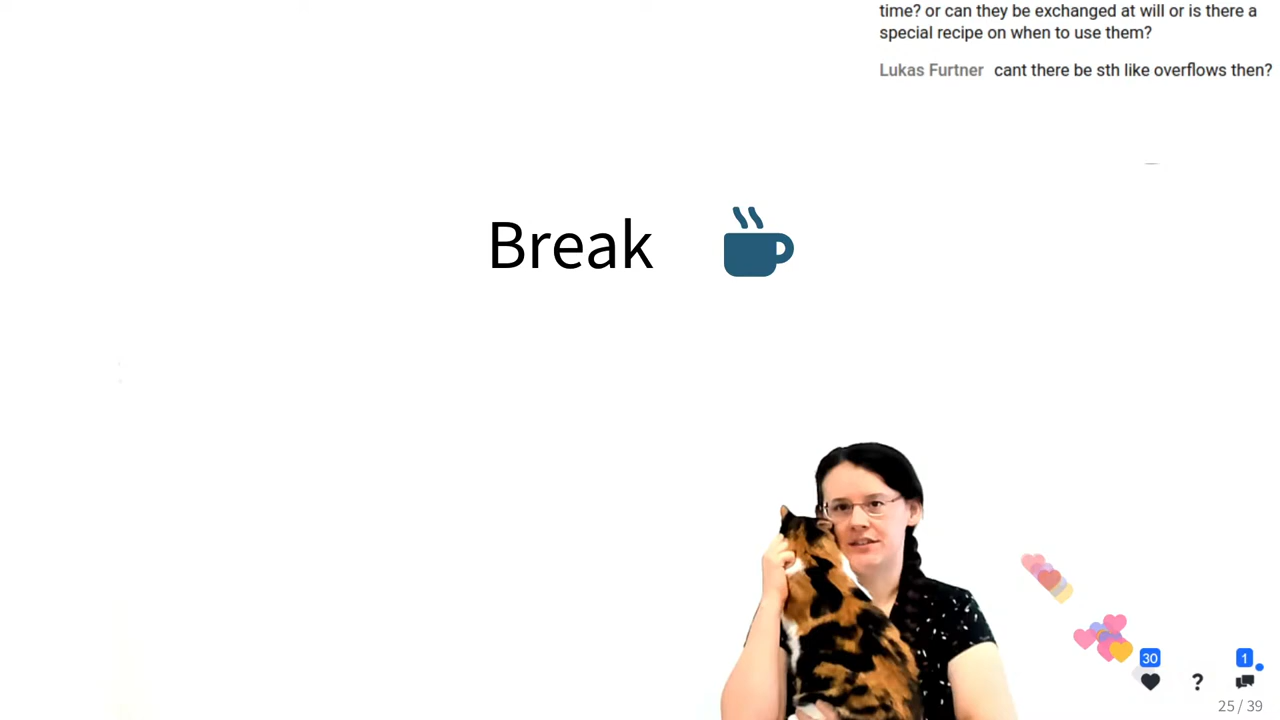 time? or can they be exchanged at will or is there a
special recipe on when to use them?
Lukas Furtner cant there be sth like overflows then?
Break
30
1
?
25 / 39